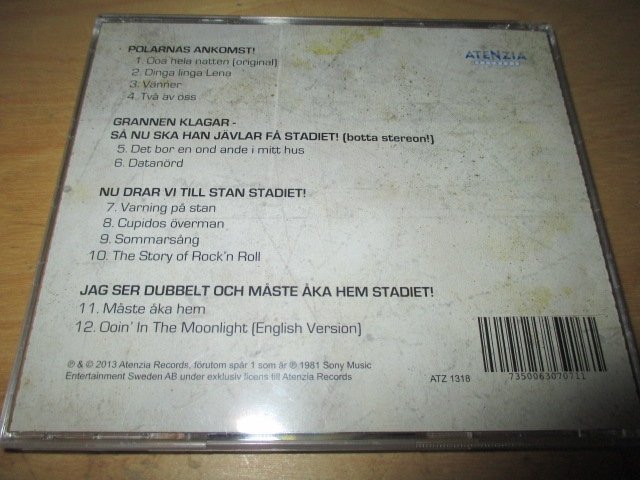 POLARNAS ANKOMST!
1. Ooa hela natten (original)
2. Dinga linga Lena
3. Vänner
4. Två av oss
ATENZIA
RECORDS
GRANNEN KLAGAR -
SÅ NU SKA HAN JÄVLAR FÅ STADIET! (botta stereon!)
5. Det bor en ond ande i mitt hus
6. Datanörd
NU DRAR VI TILL STAN STADIET!
7. Varning på stan
8. Cupidos överman
9. Sommarsång
10. The Story of Rock'n Roll
JAG SER DUBBELT OCH MÅSTE ÅKA HEM STADIET!
11. Måste åka hem
12. Ooin' In The Moonlight (English Version)
℗ & © 2013 Atenzia Records, förutom spår 1 som är ℗ 1981 Sony Music
Entertainment Sweden AB under exklusiv licens till Atenzia Records
ATZ 1318
7350063070711